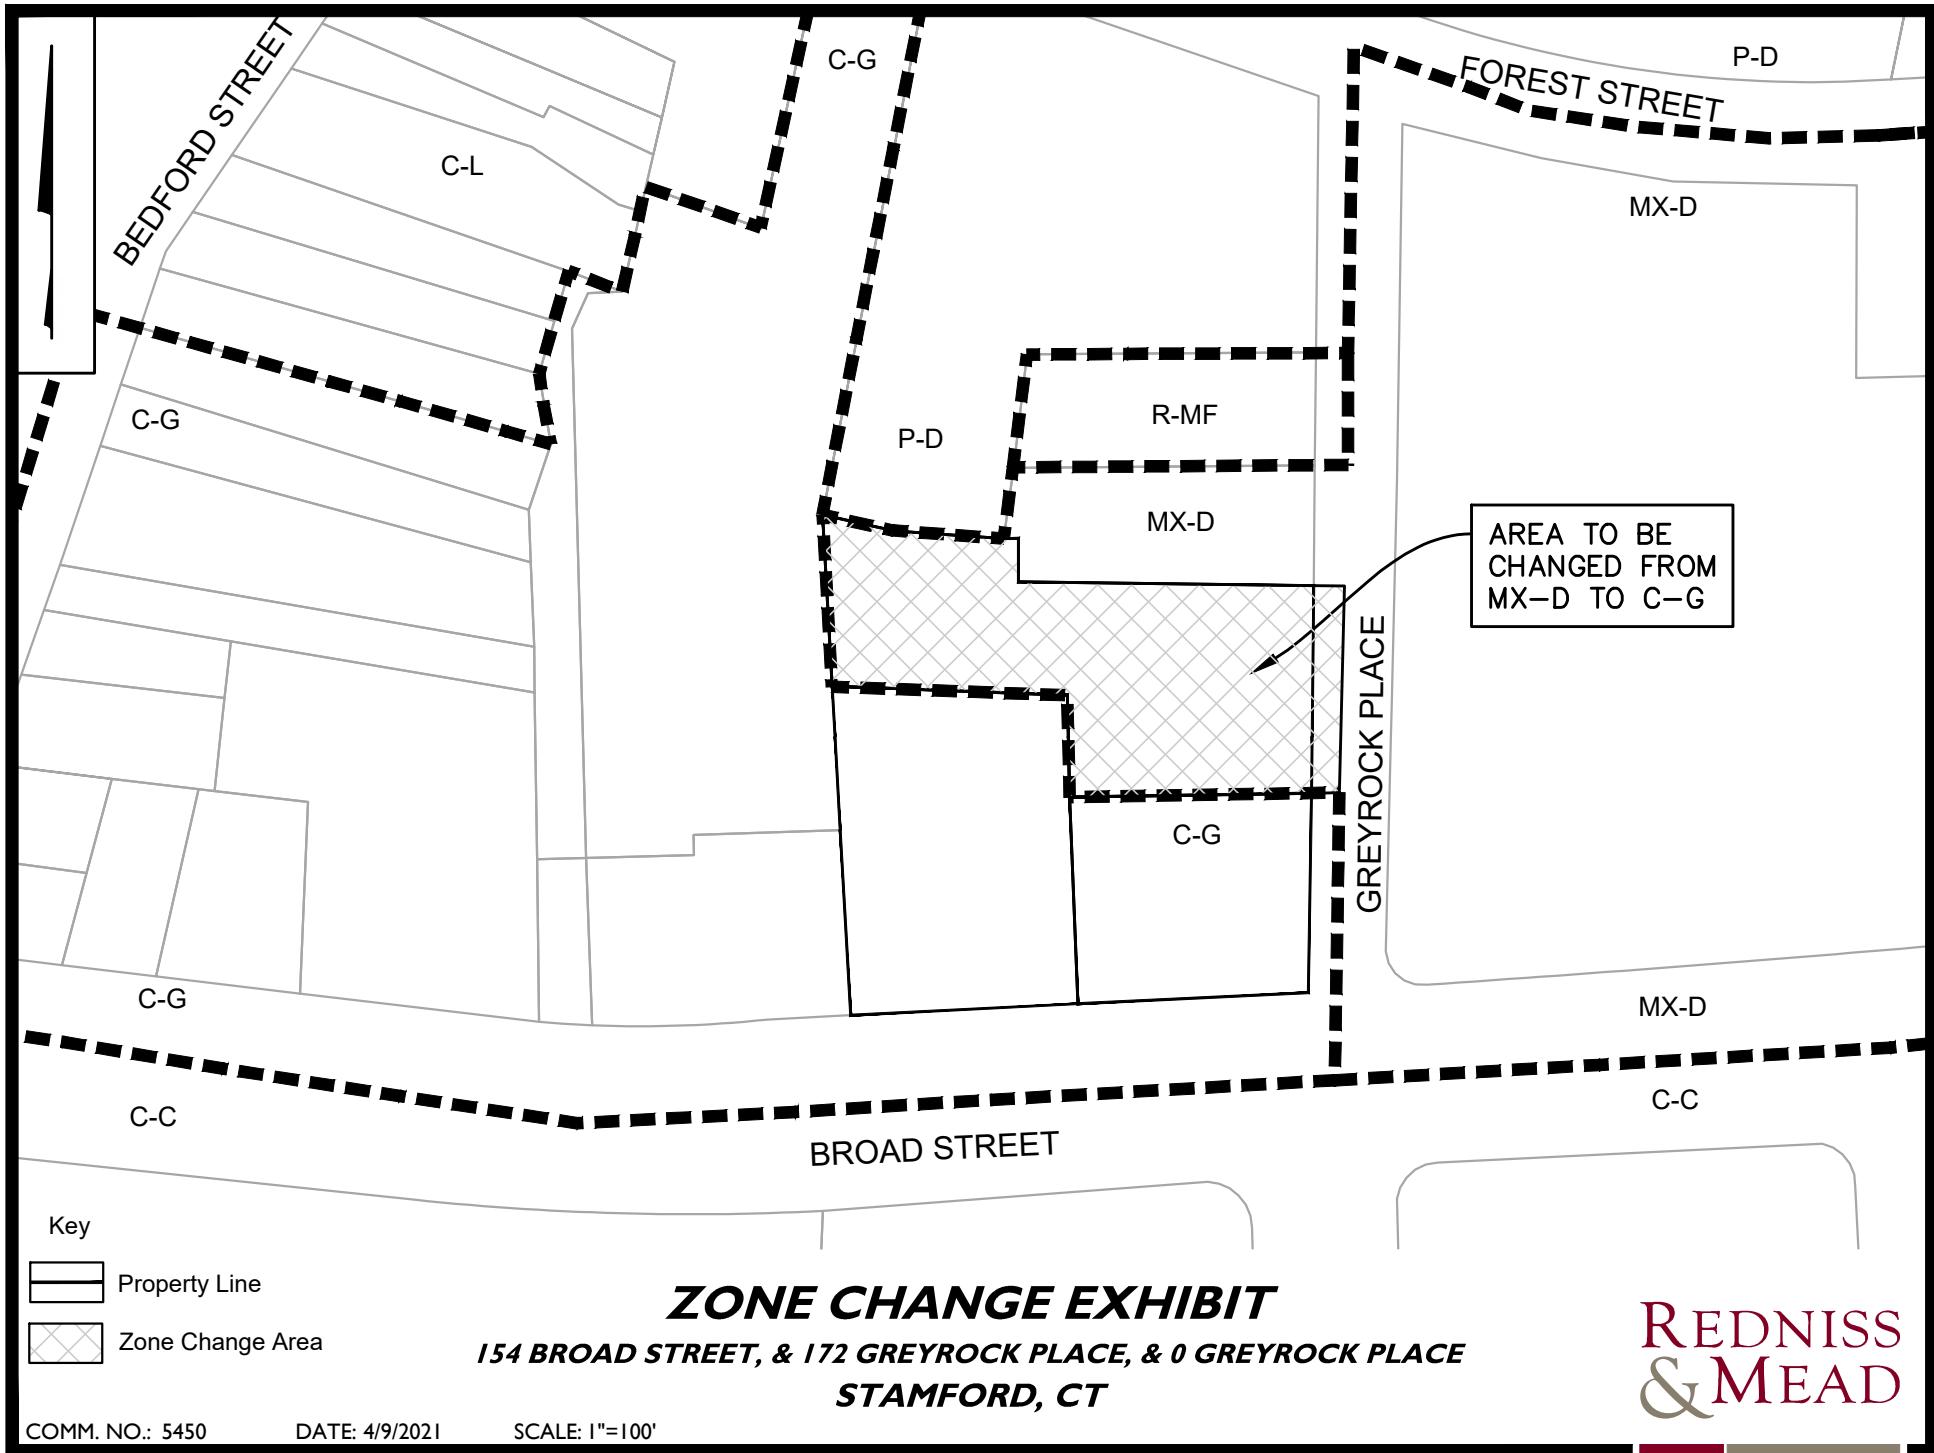 C-G
P-D
FOREST STREET
BEDFORD STREET
C-L
MX-D
C-G
P-D
R-MF
MX-D
AREA TO BE
CHANGED FROM
MX-D TO C-G
GREYROCK PLACE
C-G
C-G
MX-D
C-C
C-C
BROAD STREET
Key
Property Line
Zone Change Area
ZONE CHANGE EXHIBIT
154 BROAD STREET, & 172 GREYROCK PLACE, & 0 GREYROCK PLACE
STAMFORD, CT
REDNISS
&MEAD
COMM. NO.: 5450 DATE: 4/9/2021 SCALE: 1"=100'